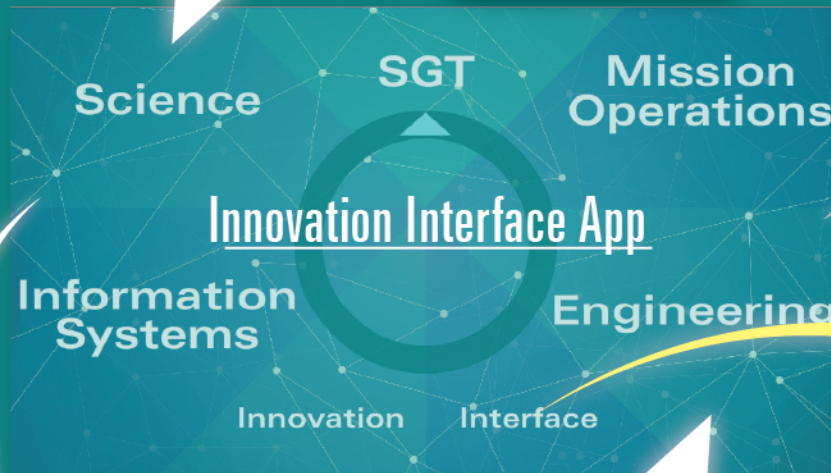 SGT
Science
Mission
Operations
Innovation Interface App
Information
Systems
Engineering
Innovation Interface